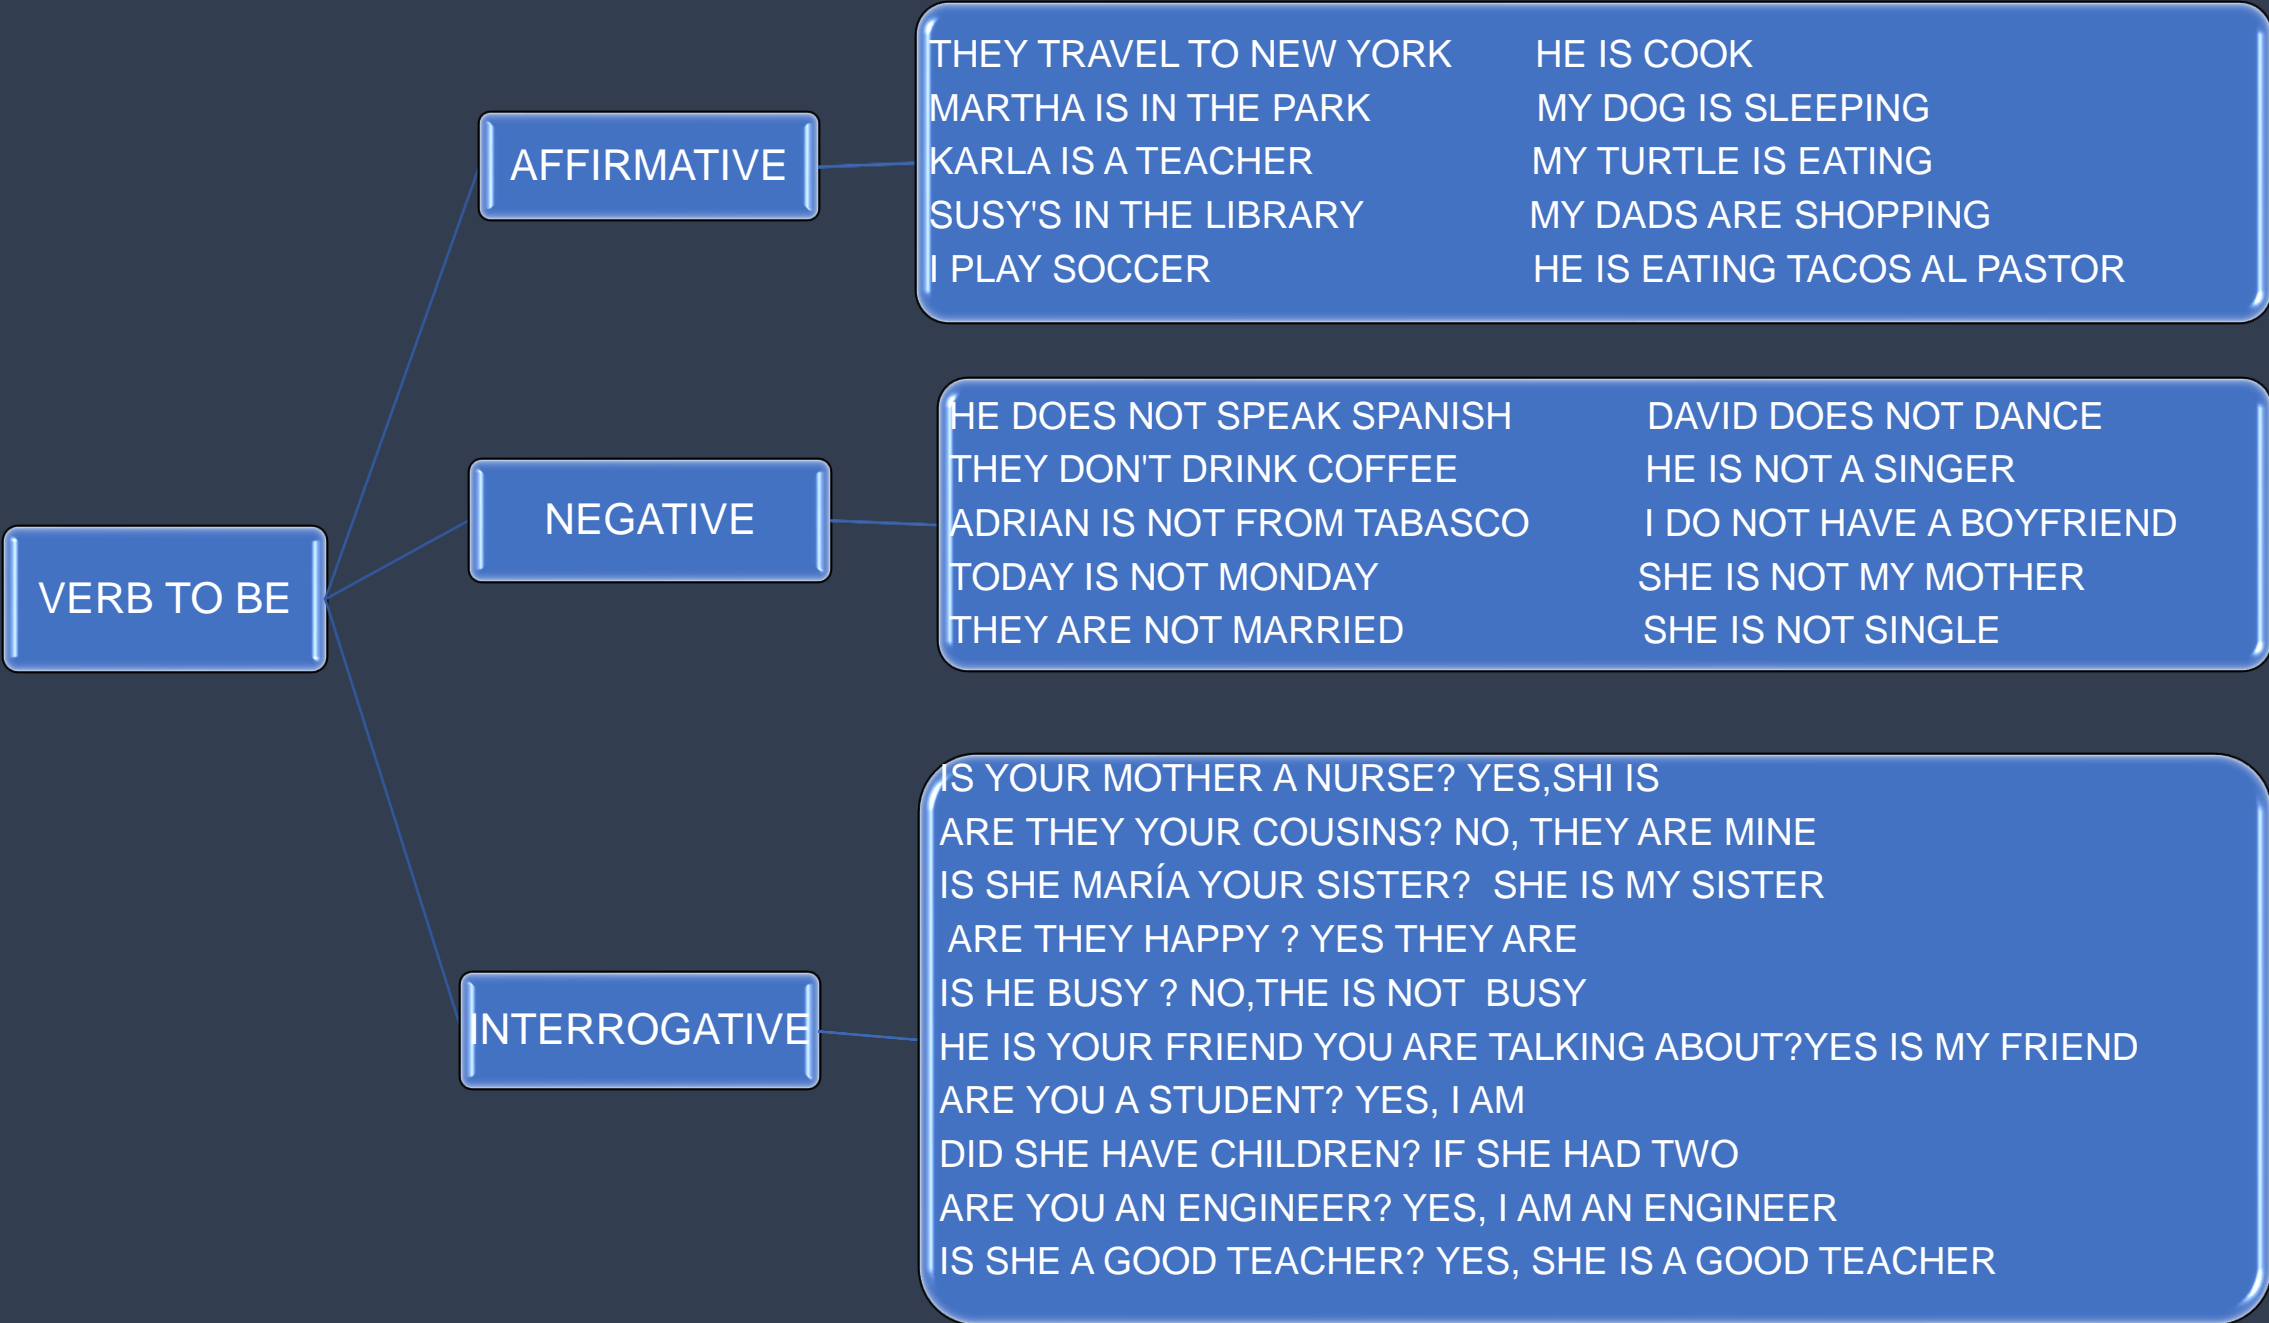 VERB TO BE
AFFIRMATIVE
THEY TRAVEL TO NEW YORK HE IS COOK
MARTHA IS IN THE PARK MY DOG IS SLEEPING
KARLA IS A TEACHER MY TURTLE IS EATING
SUSY'S IN THE LIBRARY MY DADS ARE SHOPPING
I PLAY SOCCER HE IS EATING TACOS AL PASTOR
NEGATIVE
HE DOES NOT SPEAK SPANISH DAVID DOES NOT DANCE
THEY DON'T DRINK COFFEE HE IS NOT A SINGER
ADRIAN IS NOT FROM TABASCO I DO NOT HAVE A BOYFRIEND
TODAY IS NOT MONDAY SHE IS NOT MY MOTHER
THEY ARE NOT MARRIED SHE IS NOT SINGLE
INTERROGATIVE
IS YOUR MOTHER A NURSE? YES,SHI IS
ARE THEY YOUR COUSINS? NO, THEY ARE MINE
IS SHE MARÍA YOUR SISTER? SHE IS MY SISTER
ARE THEY HAPPY ? YES THEY ARE
IS HE BUSY ? NO,THE IS NOT BUSY
HE IS YOUR FRIEND YOU ARE TALKING ABOUT?YES IS MY FRIEND
ARE YOU A STUDENT? YES, I AM
DID SHE HAVE CHILDREN? IF SHE HAD TWO
ARE YOU AN ENGINEER? YES, I AM AN ENGINEER
IS SHE A GOOD TEACHER? YES, SHE IS A GOOD TEACHER